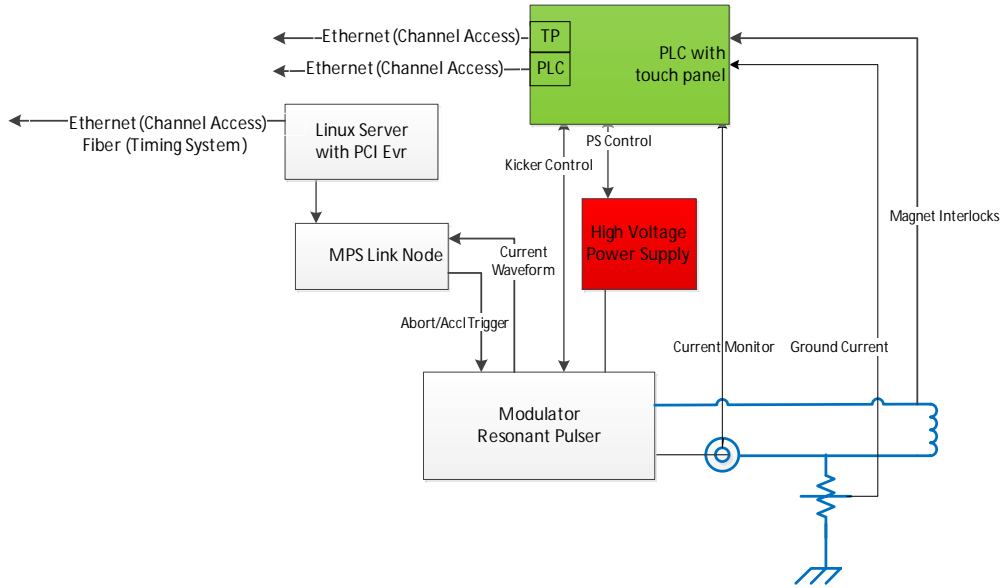 Ethernet (Channel Access)
TP
Ethernet (Channel Access)
PLC
PLC with
touch panel
Ethernet (Channel Access)
Fiber (Timing System)
Linux Server
with PCI Evr
Kicker Control
PS Control
Magnet Interlocks
MPS Link Node
Current
Waveform
High Voltage
Power Supply
Abort/Accl Trigger
Current Monitor
Ground Current
Modulator
Resonant Pulser